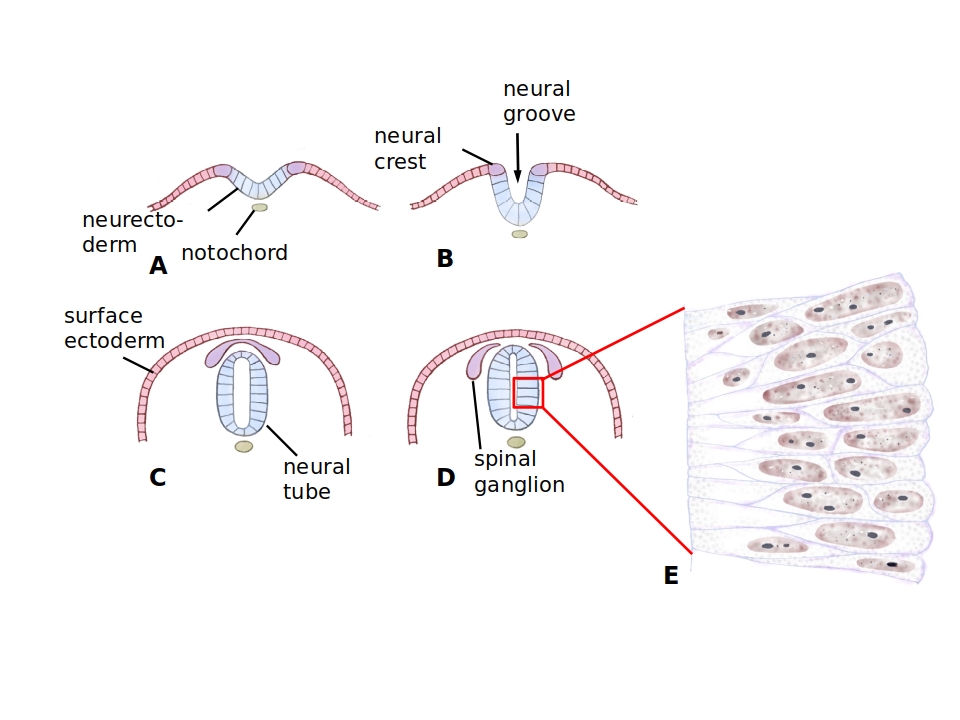 neural
groove
neural
crest
neurecto-
derm
notochord
A
B
surface
ectoderm
C
neural
tube
D
spinal
ganglion
E